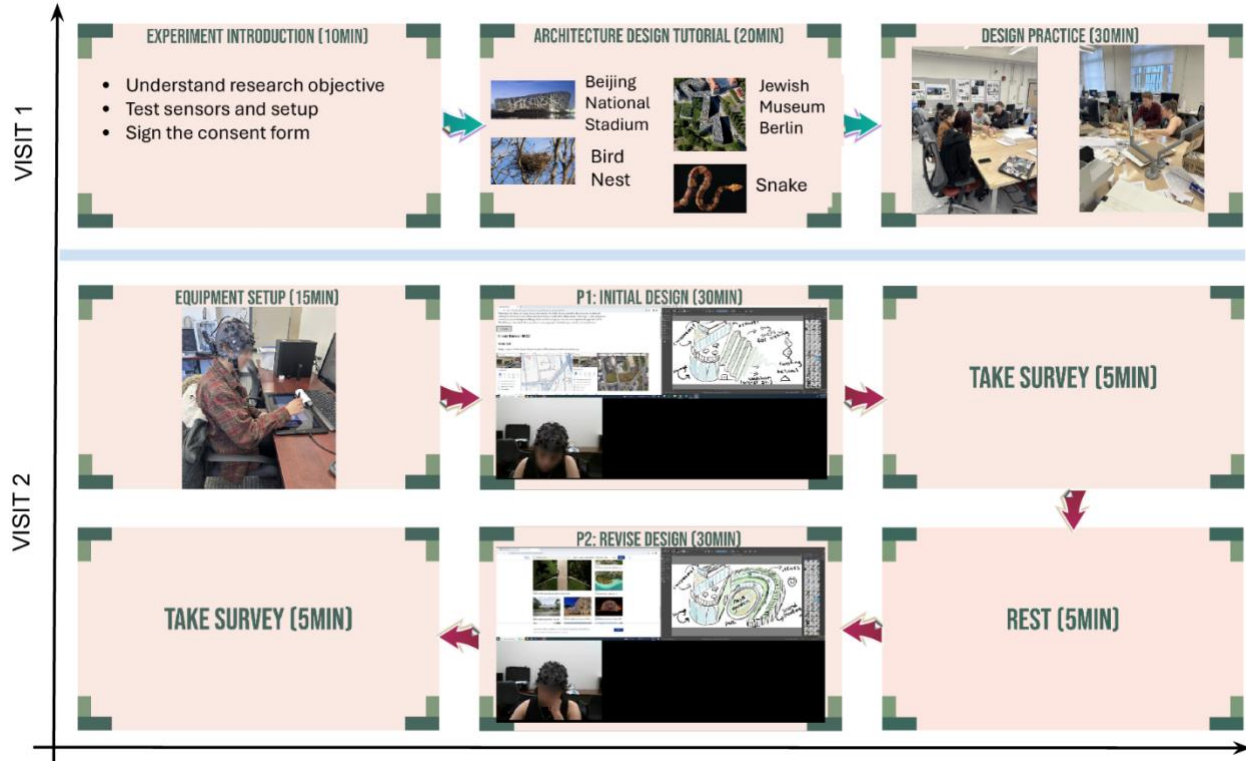 VISIT 1
EXPERIMENT INTRODUCTION (10MIN)
• Understand research objective
• Test sensors and setup
• Sign the consent form
ARCHITECTURE DESIGN TUTORIAL (20MIN)
Beijing
National
Stadium
Bird
Nest
Jewish
Museum
Berlin
Snake
DESIGN PRACTICE (30MIN)
VISIT 2
EQUIPMENT SETUP (15MIN)
P1: INITIAL DESIGN (30MIN)
TAKE SURVEY (5MIN)
REST (5MIN)
P2: REVISE DESIGN (30MIN)
TAKE SURVEY (5MIN)